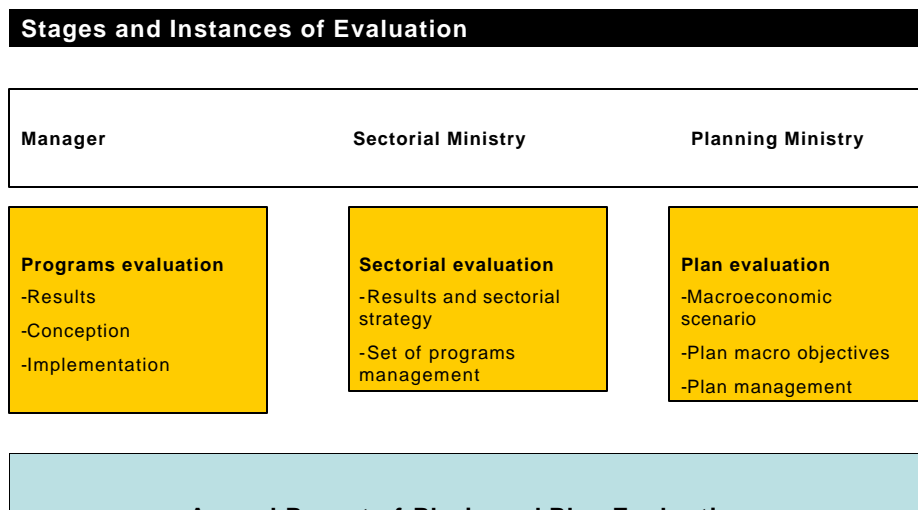 Stages and Instances of Evaluation
Manager
Sectorial Ministry
Planning Ministry
Programs evaluation
-Results
-Conception
-Implementation
Sectorial evaluation
-Results and sectorial
strategy
-Set of programs
management
Plan evaluation
-Macroeconomic
scenario
-Plan macro objectives
-Plan management